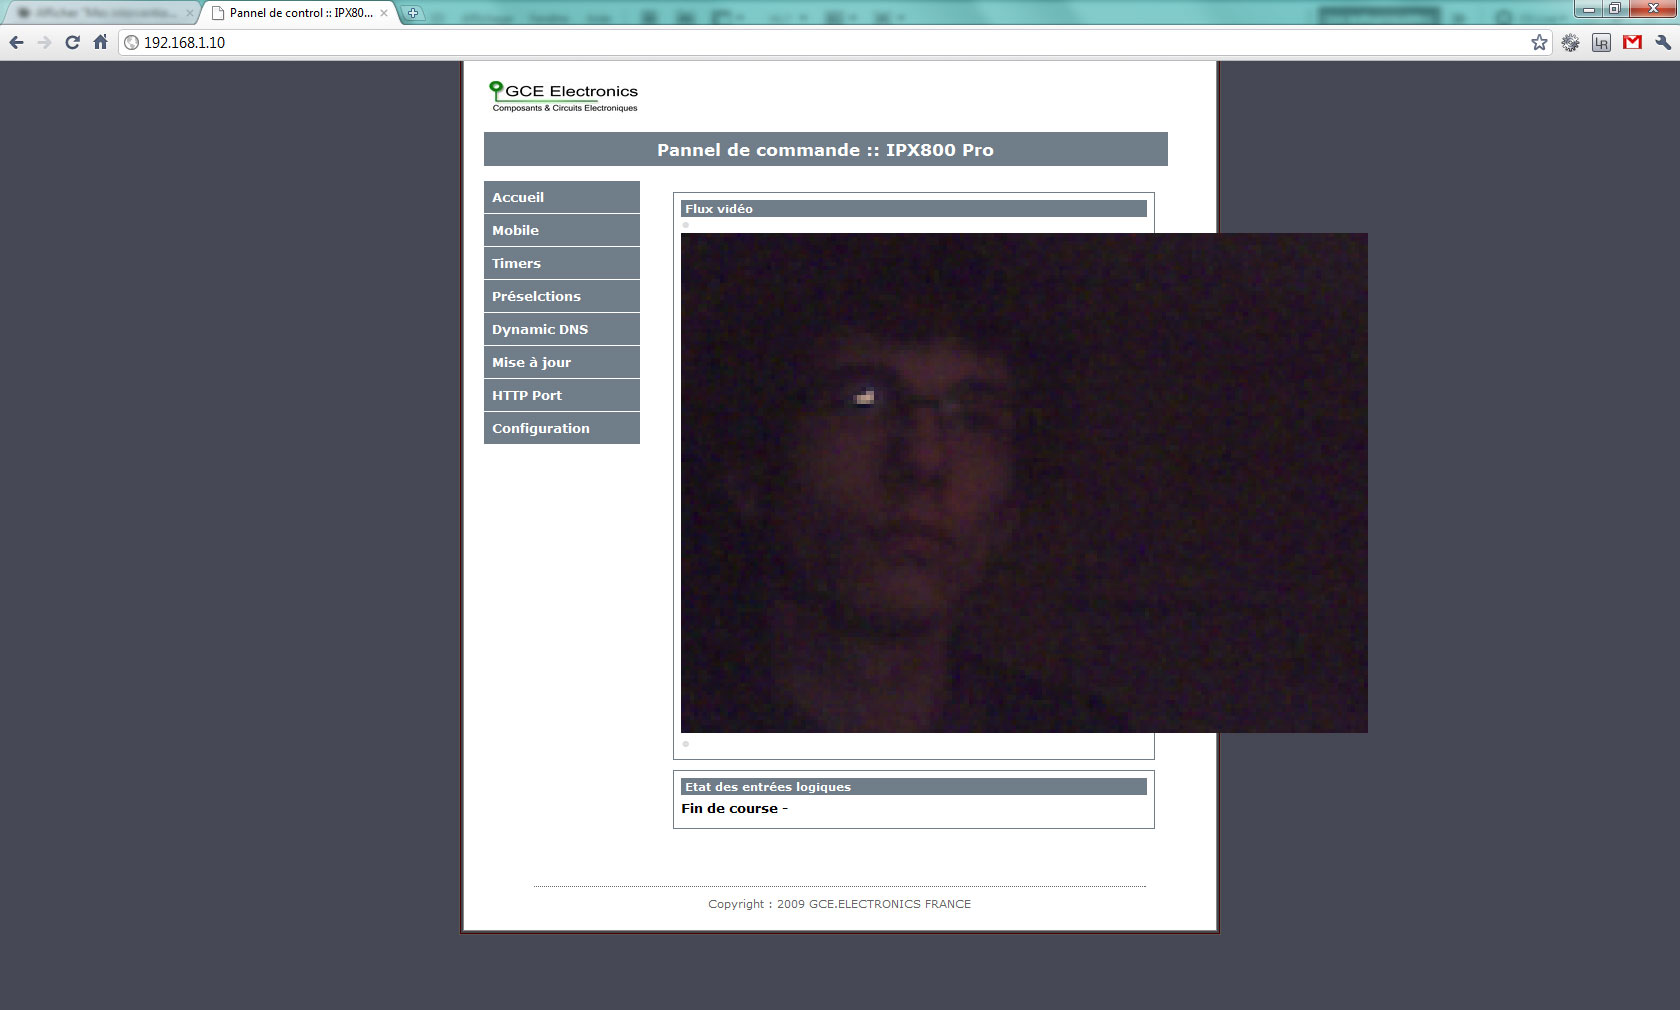 Pannel de control :: IPX80...
192.168.1.10
GCE Electronics
Composants & Circuits Electroniques
Pannel de commande :: IPX800 Pro
Accueil
Mobile
Timers
Préselctions
Dynamic DNS
Mise à jour
HTTP Port
Configuration
Flux vidéo
Etat des entrées logiques
Fin de course -
Copyright : 2009 GCE.ELECTRONICS FRANCE